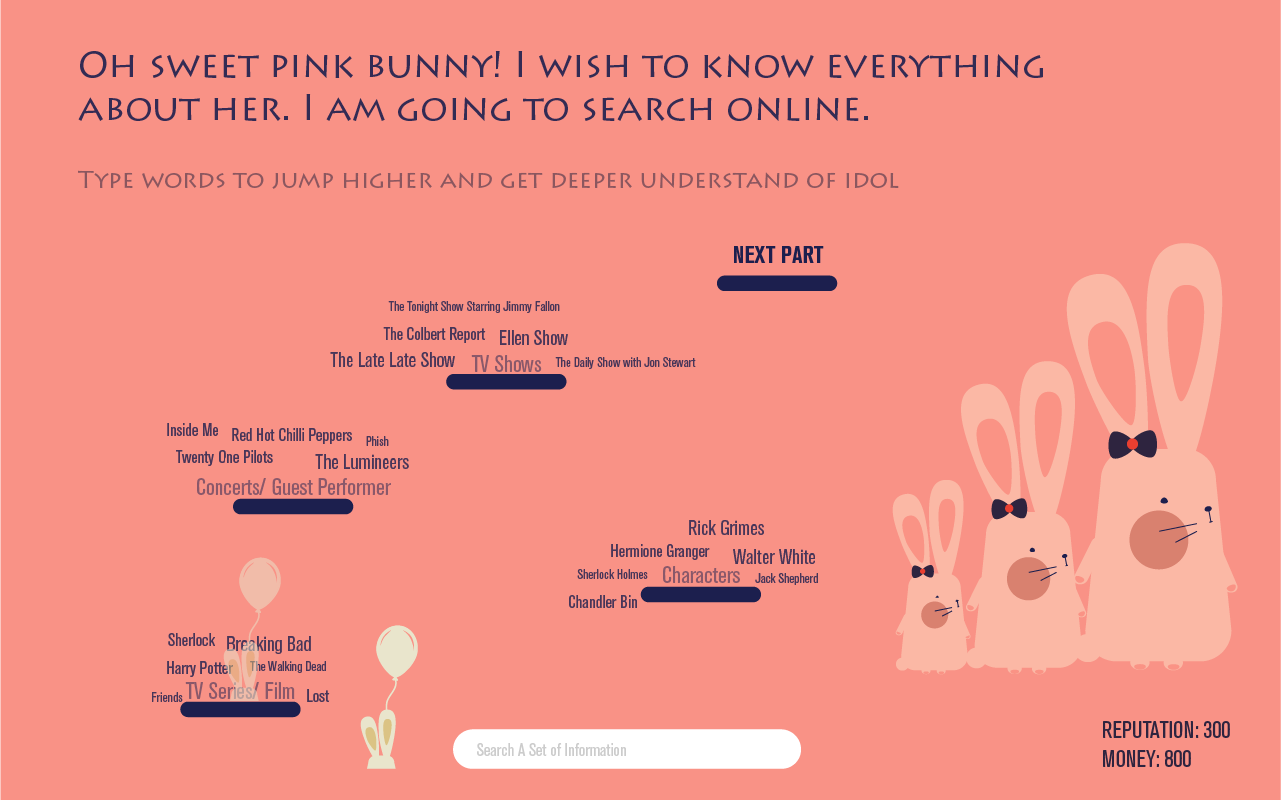 Oh sweet pink bunny! I wish to know everything
about her. I am going to search online.
Type words to jump higher and get deeper understand of idol
NEXT PART
The Tonight Show Starring Jimmy Fallon
The Colbert Report
Ellen Show
The Late Late Show
TV Shows
The Daily Show with Jon Stewart
Inside Me
Red Hot Chilli Peppers
Phish
Twenty One Pilots
The Lumineers
Concerts/ Guest Performer
Rick Grimes
Hermione Granger
Walter White
Sherlock Holmes
Characters
Jack Shepherd
Chandler Bin
Sherlock
Breaking Bad
Harry Potter
The Walking Dead
Friends
TV Series/ Film
Lost
Search A Set of Information
REPUTATION: 300
MONEY: 800